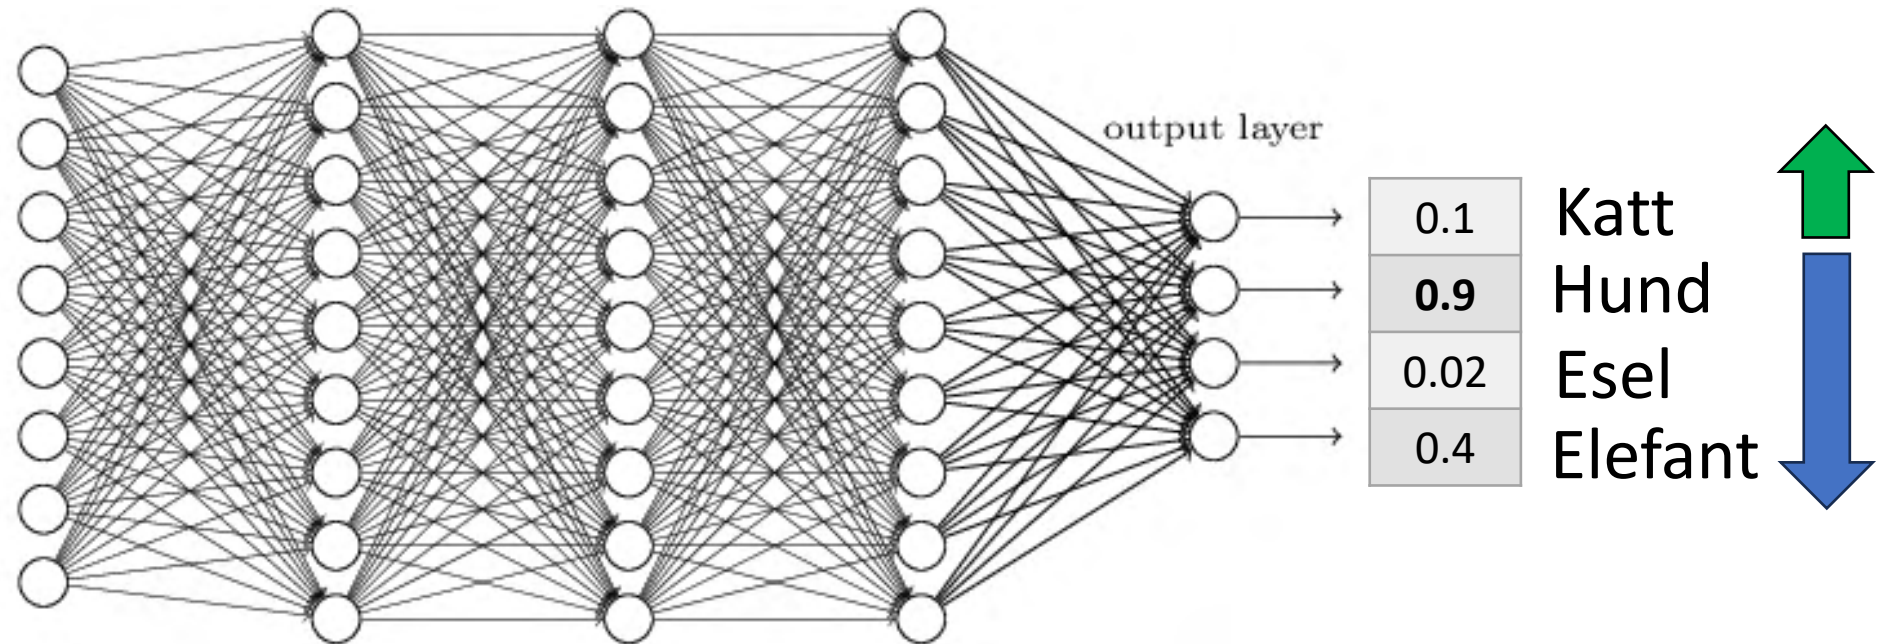 output layer
0.1 Katt
0.9 Hund
0.02 Esel
0.4 Elefant